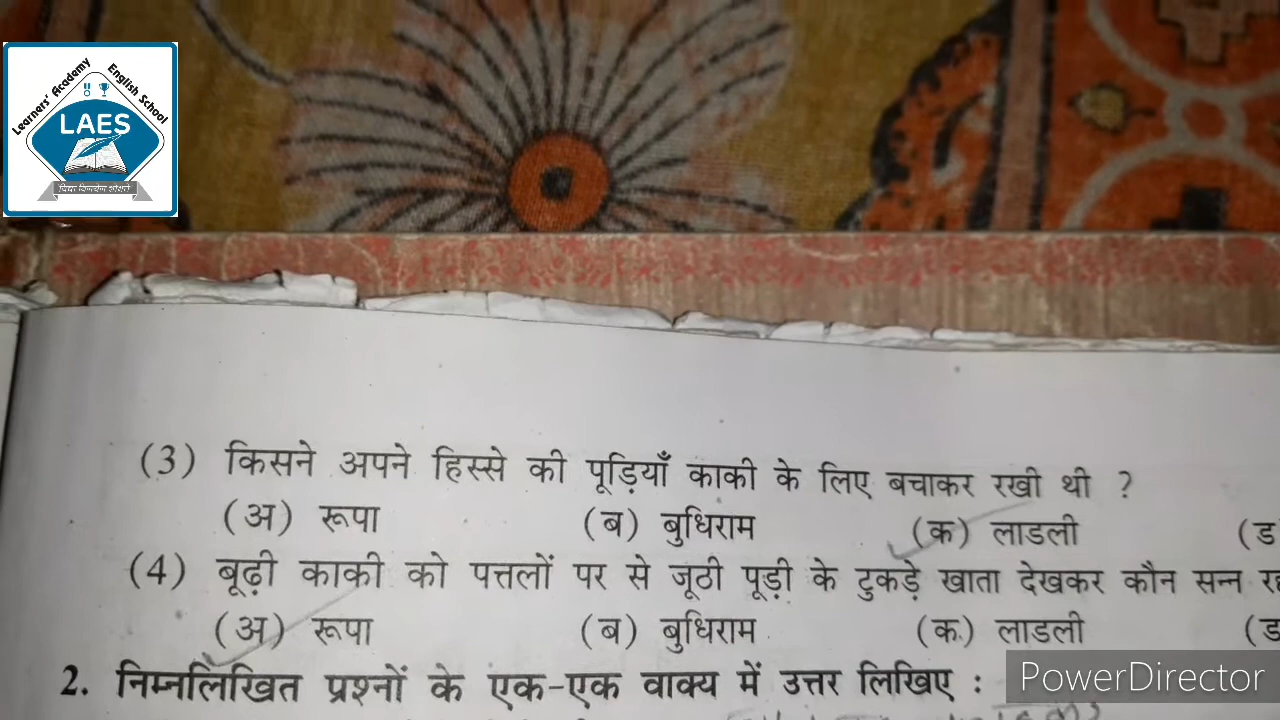 Learners' Academy English School
LAES
(3) किसने अपने हिस्से की पूड़ियाँ काकी के लिए बचाकर रखी थी ?
(अ) रूपा (ब) बुधिराम (क) लाडली (ड
(4) बूढ़ी काकी को पत्तलों पर से जूठी पूड़ी के टुकड़े खाता देखकर कौन सन्न
(अ) रूपा (ब) बुधिराम (क) लाडली (ड
2. निम्नलिखित प्रश्नों के एक-एक वाक्य में उत्तर लिखिए :
PowerDirector